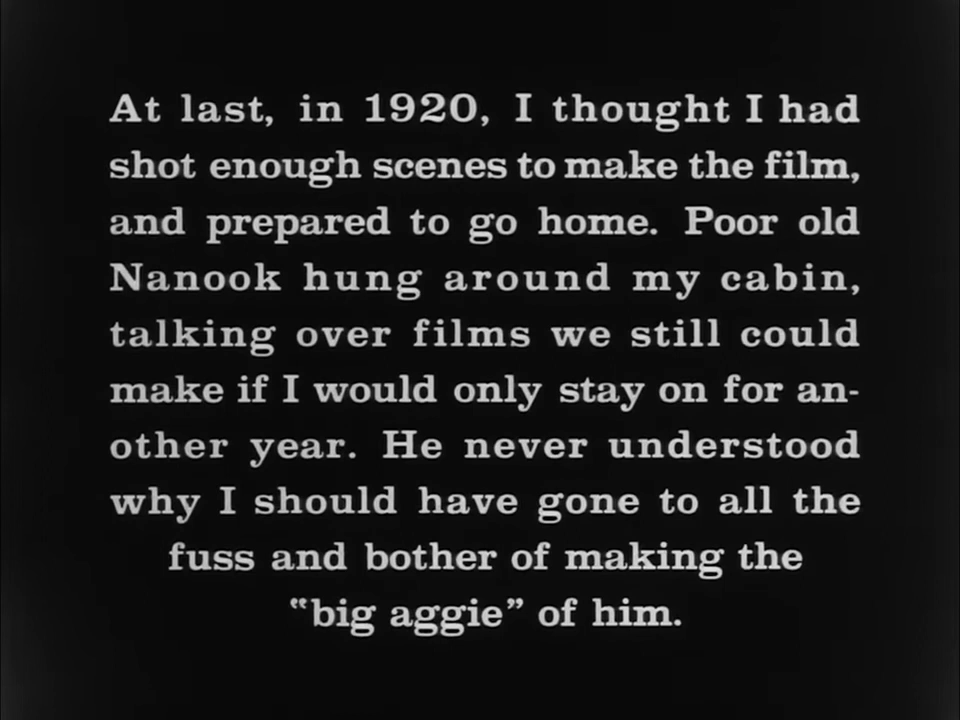 At last, in 1920, I thought I had
shot enough scenes to make the film,
and prepared to go home. Poor old
Nanook hung around my cabin,
talking over films we still could
make if I would only stay on for an-
other year. He never understood
why I should have gone to all the
fuss and bother of making the
“big aggie” of him.